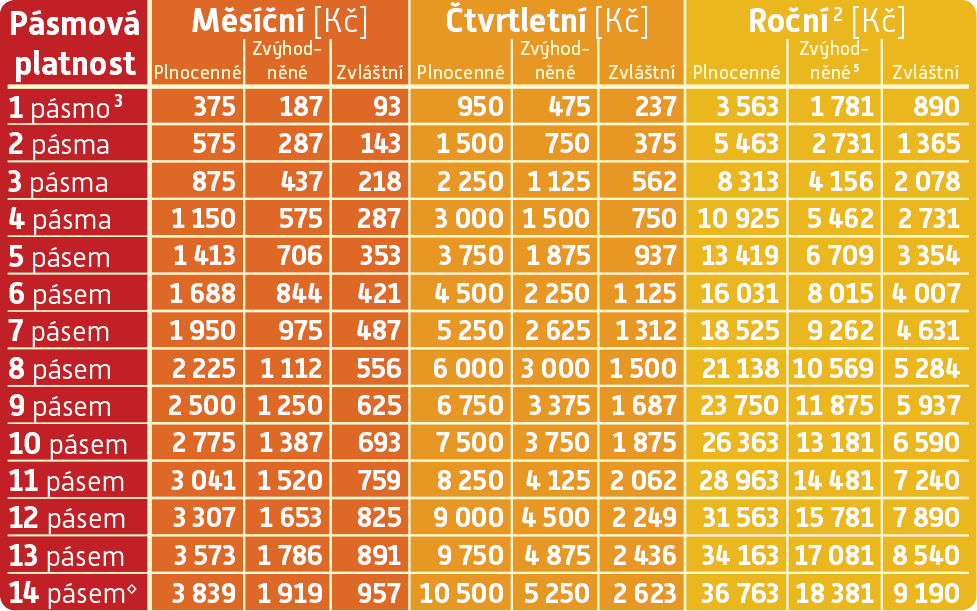 Pásmová platnost Měsíční [Kč] Čtvrtletní [Kč] Roční² [Kč]
Plnocenné Zvýhod-něné Zvláštní Plnocenné Zvýhod-něné Zvláštní Plnocenné Zvýhod-něné⁵ Zvláštní
1 pásmo³ 375 187 93 950 475 237 3 563 1 781 890
2 pásma 575 287 143 1 500 750 375 5 463 2 731 1 365
3 pásma 875 437 218 2 250 1 125 562 8 313 4 156 2 078
4 pásma 1 150 575 287 3 000 1 500 750 10 925 5 462 2 731
5 pásem 1 413 706 353 3 750 1 875 937 13 419 6 709 3 354
6 pásem 1 688 844 421 4 500 2 250 1 125 16 031 8 015 4 007
7 pásem 1 950 975 487 5 250 2 625 1 312 18 525 9 262 4 631
8 pásem 2 225 1 112 556 6 000 3 000 1 500 21 138 10 569 5 284
9 pásem 2 500 1 250 625 6 750 3 375 1 687 23 750 11 875 5 937
10 pásem 2 775 1 387 693 7 500 3 750 1 875 26 363 13 181 6 590
11 pásem 3 041 1 520 759 8 250 4 125 2 062 28 963 14 481 7 240
12 pásem 3 307 1 653 825 9 000 4 500 2 249 31 563 15 781 7 890
13 pásem 3 573 1 786 891 9 750 4 875 2 436 34 163 17 081 8 540
14 pásem⋄ 3 839 1 919 957 10 500 5 250 2 623 36 763 18 381 9 190